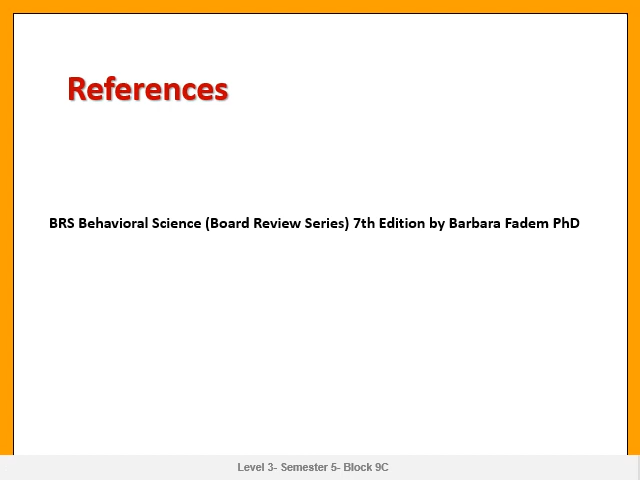 References
BRS Behavioral Science (Board Review Series) 7th Edition by Barbara Fadem PhD
Level 3- Semester 5- Block 9C